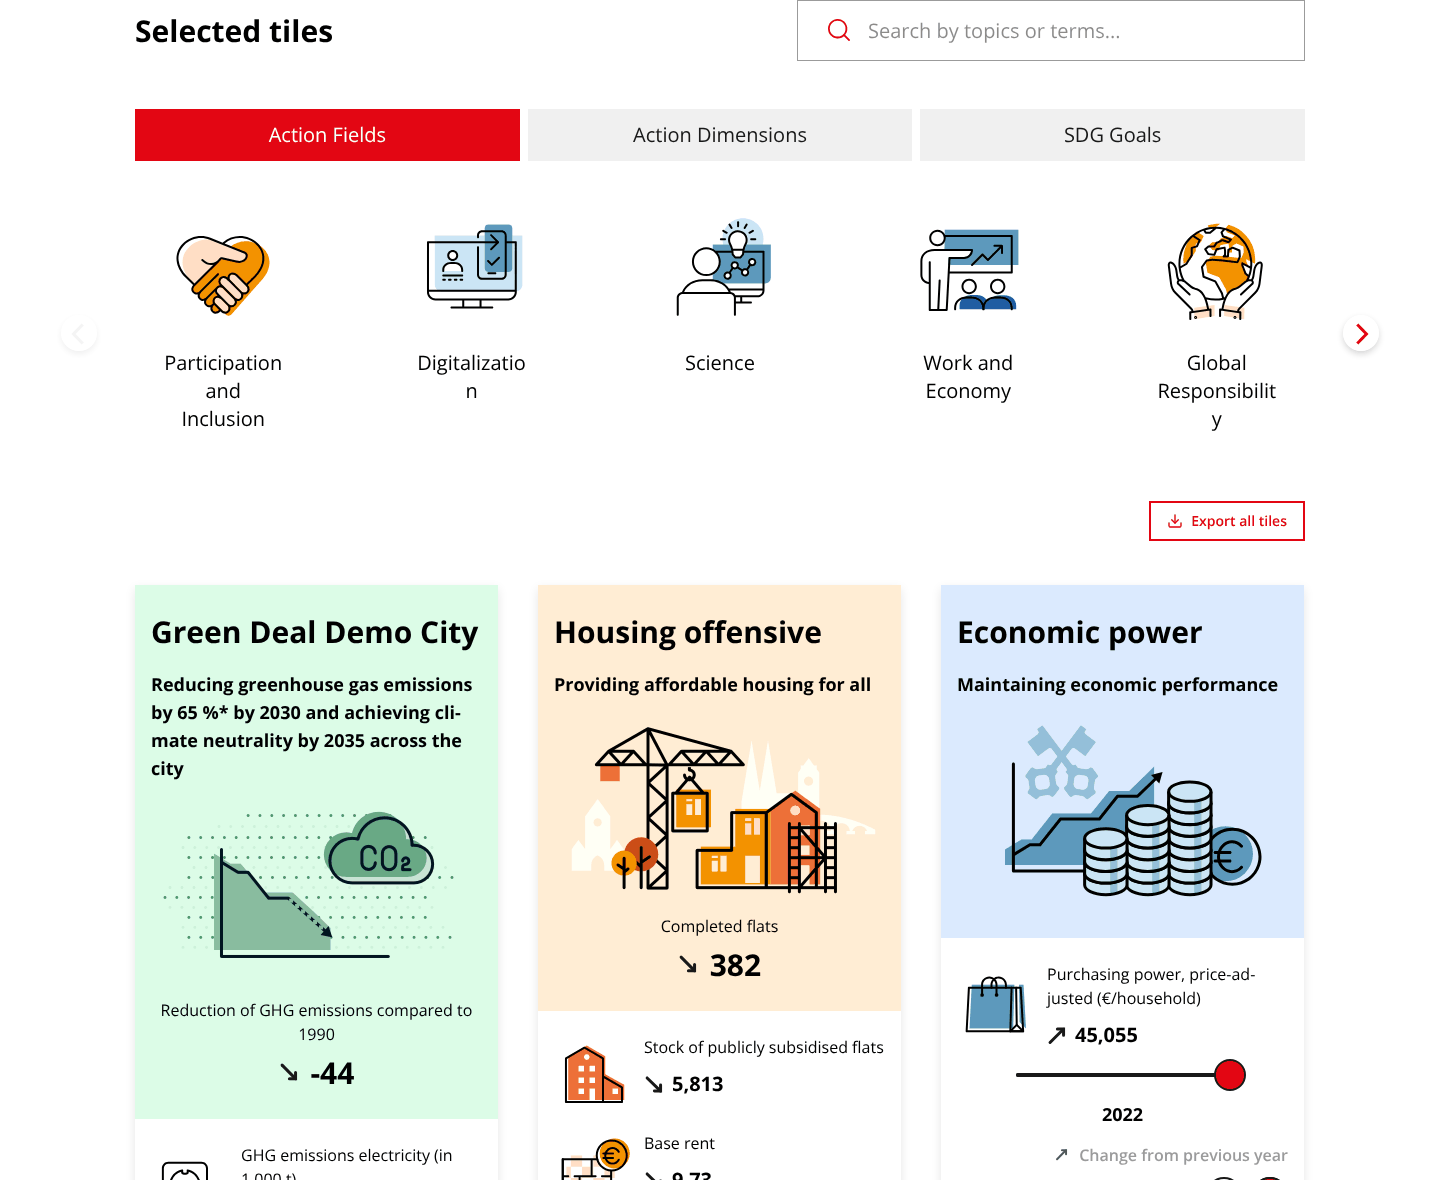 Selected tiles
Search by topics or terms...
Action Fields
Action Dimensions
SDG Goals
Participation
and
Inclusion
Digitalizatio
n
Science
Work and
Economy
Global
Responsibilit
y
Export all tiles
Green Deal Demo City
Reducing greenhouse gas emissions
by 65 %* by 2030 and achieving cli-
mate neutrality by 2035 across the
city
CO₂
Reduction of GHG emissions compared to
1990
-44
GHG emissions electricity (in
1,000 t)
Housing offensive
Providing affordable housing for all
Completed flats
382
Stock of publicly subsidised flats
5,813
Base rent
9.73
Economic power
Maintaining economic performance
€
Purchasing power, price-ad-
justed (€/household)
45,055
2022
Change from previous year